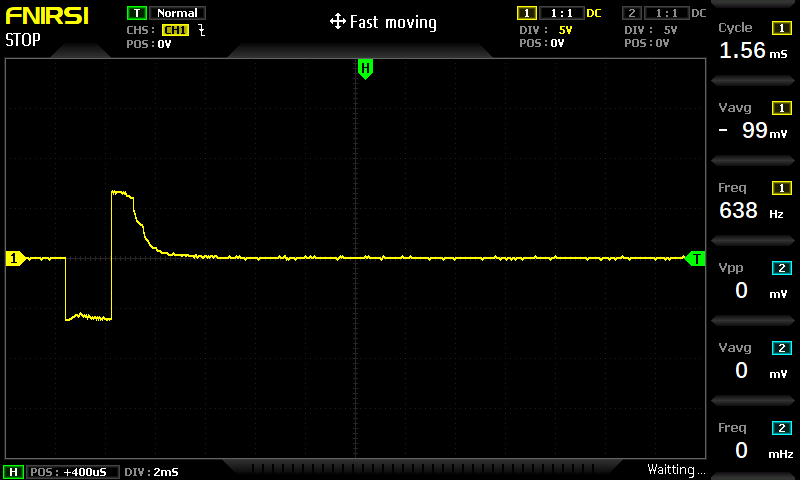 FNIRSI
STOP
T Normal
CHS: CH1
POS: 0V
Fast moving
1 1:1 DC
DIV: 5V
POS: 0V
2 1:1 DC
DIV: 5V
POS: 0V
H
1
T
Cycle 1
1.56 mS
Vavg 1
- 99 mV
Freq 1
638 Hz
Vpp 2
0 mV
Vavg 2
0 mV
Freq 2
0 mHz
H POS: +400uS DIV: 2mS
Waitting...